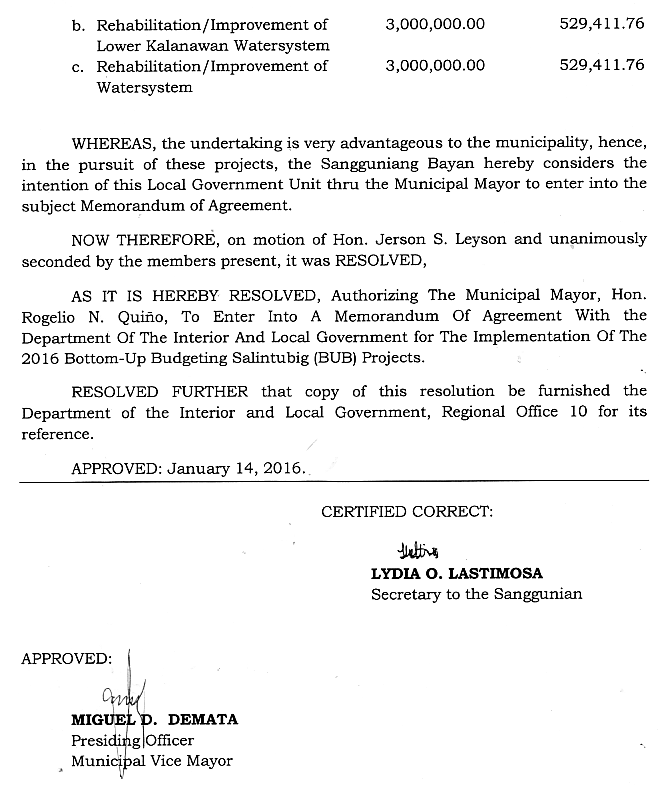 b. Rehabilitation/Improvement of 3,000,000.00 529,411.76
Lower Kalanawan Watersystem
c. Rehabilitation/Improvement of 3,000,000.00 529,411.76
Watersystem
WHEREAS, the undertaking is very advantageous to the municipality, hence,
in the pursuit of these projects, the Sangguniang Bayan hereby considers the
intention of this Local Government Unit thru the Municipal Mayor to enter into the
subject Memorandum of Agreement.
NOW THEREFORE, on motion of Hon. Jerson S. Leyson and unanimously
seconded by the members present, it was RESOLVED,
AS IT IS HEREBY RESOLVED, Authorizing The Municipal Mayor, Hon.
Rogelio N. Quiño, To Enter Into A Memorandum Of Agreement With the
Department Of The Interior And Local Government for The Implementation Of The
2016 Bottom-Up Budgeting Salintubig (BUB) Projects.
RESOLVED FURTHER that copy of this resolution be furnished the
Department of the Interior and Local Government, Regional Office 10 for its
reference.
APPROVED: January 14, 2016.
CERTIFIED CORRECT:
LYDIA O. LASTIMOSA
Secretary to the Sanggunian
APPROVED:
MIGUEL D. DEMATA
Presiding Officer
Municipal Vice Mayor